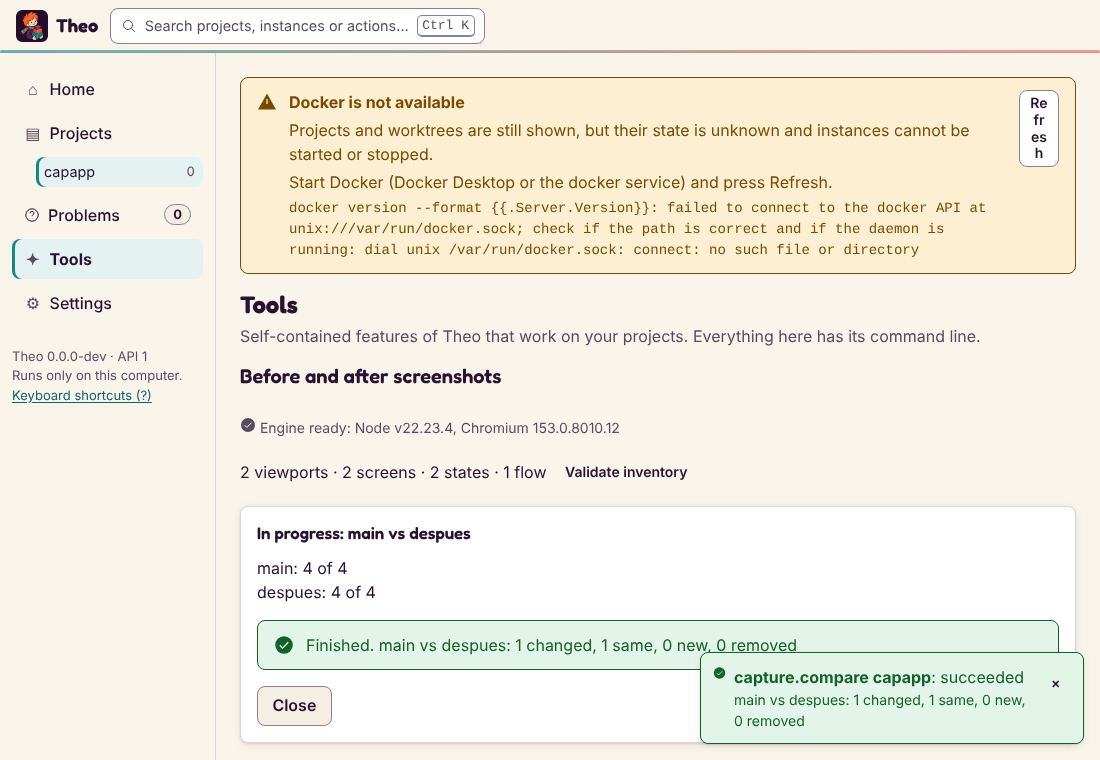 Theo
Search projects, instances or actions...
Ctrl K
Home
Projects
capapp 0
Problems 0
Tools
Settings
Theo 0.0.0-dev · API 1
Runs only on this computer.
Keyboard shortcuts (?)
Docker is not available
Projects and worktrees are still shown, but their state is unknown and instances cannot be
started or stopped.
Start Docker (Docker Desktop or the docker service) and press Refresh.
docker version --format {{.Server.Version}}: failed to connect to the docker API at
unix:///var/run/docker.sock; check if the path is correct and if the daemon is
running: dial unix /var/run/docker.sock: connect: no such file or directory
Re
fr
es
h
Tools
Self-contained features of Theo that work on your projects. Everything here has its command line.
Before and after screenshots
Engine ready: Node v22.23.4, Chromium 153.0.8010.12
2 viewports · 2 screens · 2 states · 1 flow Validate inventory
In progress: main vs despues
main: 4 of 4
despues: 4 of 4
Finished. main vs despues: 1 changed, 1 same, 0 new, 0 removed
Close
capture.compare capapp: succeeded ×
main vs despues: 1 changed, 1 same, 0 new,
0 removed